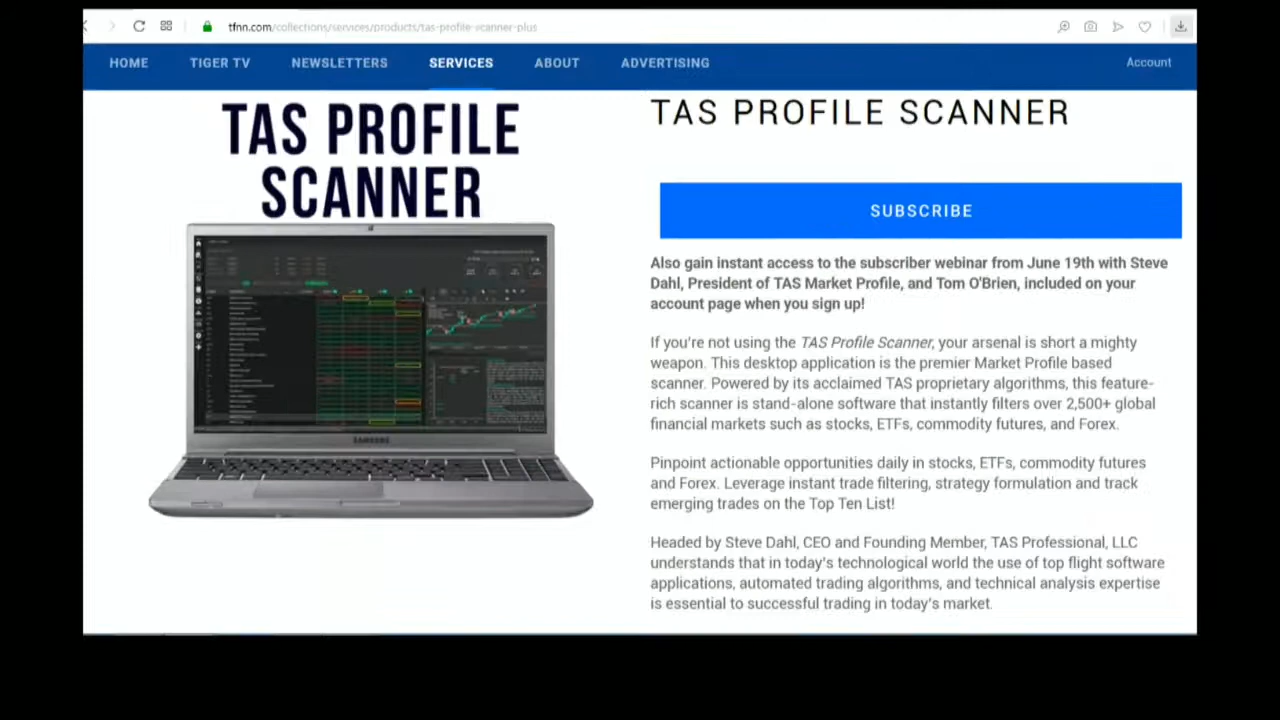 tfnn.com/collections/services/products/tas-profile-scanner-plus
HOME TIGER TV NEWSLETTERS SERVICES ABOUT ADVERTISING Account
TAS PROFILE
SCANNER
SAMSUNG
TAS PROFILE SCANNER
SUBSCRIBE
Also gain instant access to the subscriber webinar from June 19th with Steve
Dahl, President of TAS Market Profile, and Tom O'Brien, included on your
account page when you sign up!
If you're not using the TAS Profile Scanner, your arsenal is short a mighty
weapon. This desktop application is the premier Market Profile based
scanner. Powered by its acclaimed TAS proprietary algorithms, this feature-
rich scanner is stand-alone software that instantly filters over 2,500+ global
financial markets such as stocks, ETFs, commodity futures, and Forex.
Pinpoint actionable opportunities daily in stocks, ETFs, commodity futures
and Forex. Leverage instant trade filtering, strategy formulation and track
emerging trades on the Top Ten List!
Headed by Steve Dahl, CEO and Founding Member, TAS Professional, LLC
understands that in today's technological world the use of top flight software
applications, automated trading algorithms, and technical analysis expertise
is essential to successful trading in today's market.